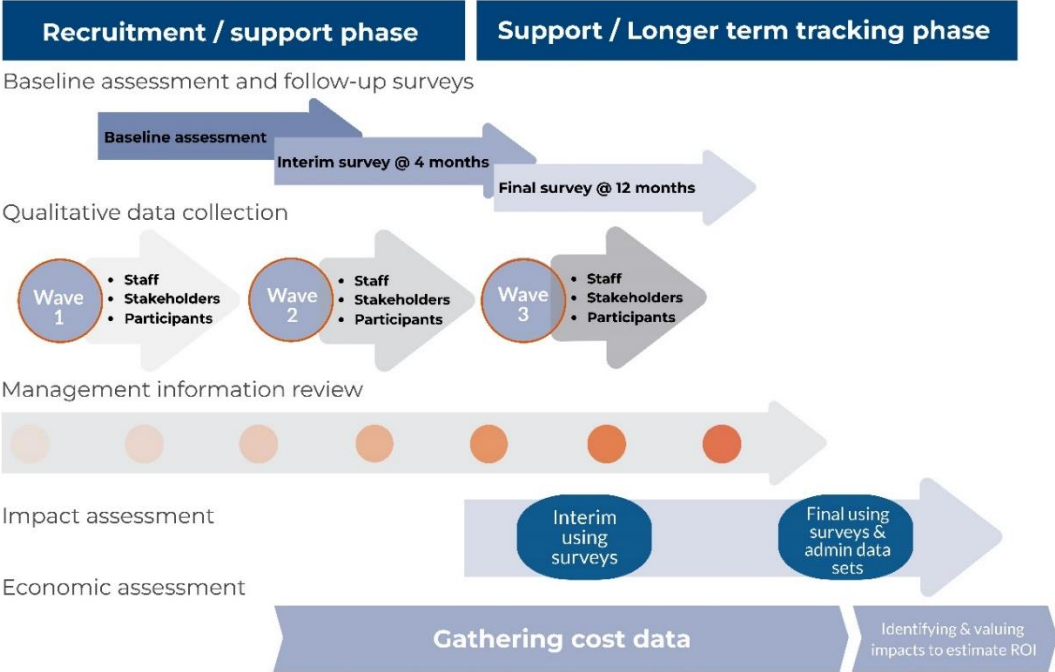 Recruitment / support phase
Support / Longer term tracking phase
Baseline assessment and follow-up surveys
Baseline assessment
Interim survey @ 4 months
Final survey @ 12 months
Qualitative data collection
Wave
1
• Staff
• Stakeholders
• Participants
Wave
2
• Staff
• Stakeholders
• Participants
Wave
3
• Staff
• Stakeholders
• Participants
Management information review
Impact assessment
Interim
using
surveys
Final using
surveys &
admin data
sets
Economic assessment
Gathering cost data
Identifying & valuing
impacts to estimate ROI